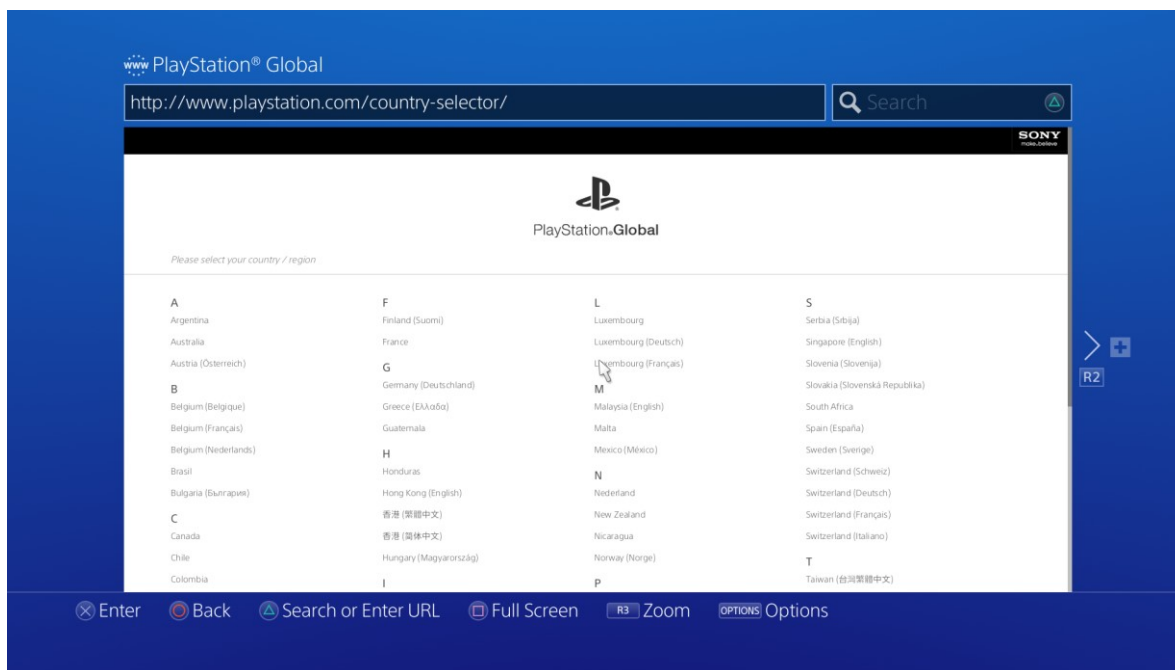 www PlayStation® Global
http://www.playstation.com/country-selector/
Search
SONY
make.believe
PlayStation®Global
Please select your country / region
A
Argentina
Australia
Austria (Österreich)
B
Belgium (Belgique)
Belgium (Français)
Belgium (Nederlands)
Brasil
Bulgaria (България)
C
Canada
Chile
Colombia
F
Finland (Suomi)
France
G
Germany (Deutschland)
Greece (Ελλαδα)
Guatemala
H
Honduras
Hong Kong (English)
香港 (繁體中文)
香港 (简体中文)
Hungary (Magyarország)
I
L
Luxembourg
Luxembourg (Deutsch)
Luxembourg (Français)
M
Malaysia (English)
Malta
Mexico (México)
N
Nederland
New Zealand
Nicaragua
Norway (Norge)
P
S
Serbia (Srbija)
Singapore (English)
Slovenia (Slovenija)
Slovakia (Slovenská Republika)
South Africa
Spain (España)
Sweden (Sverige)
Switzerland (Schweiz)
Switzerland (Deutsch)
Switzerland (Français)
Switzerland (Italiano)
T
Taiwan (台灣繁體中文)
R2
Enter Back Search or Enter URL Full Screen R3 Zoom OPTIONS Options